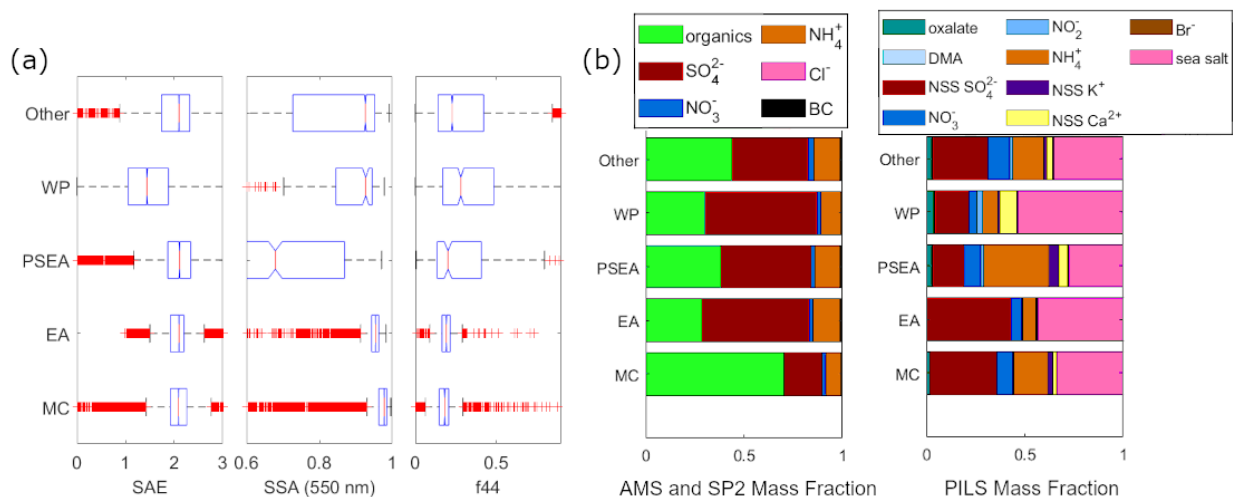 (a)
Other
WP
PSEA
EA
MC
0 1 2 3
SAE
0.6 0.8 1
SSA (550 nm)
0 0.5
f44
(b)
organics
SO₄²⁻
NO₃⁻
NH₄⁺
Cl⁻
BC
Other
WP
PSEA
EA
MC
0 0.5 1
AMS and SP2 Mass Fraction
oxalate
DMA
NSS SO₄²⁻
NO₃⁻
NO₂⁻
NH₄⁺
NSS K⁺
NSS Ca²⁺
Br⁻
sea salt
Other
WP
PSEA
EA
MC
0 0.5 1
PILS Mass Fraction